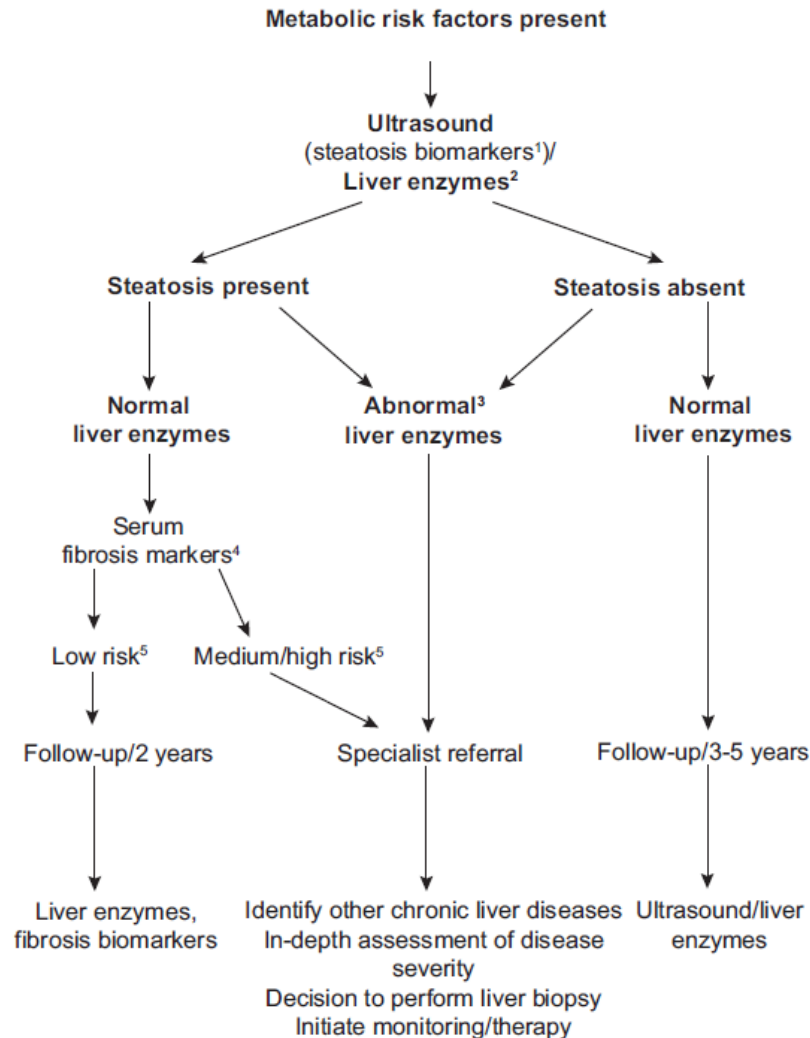 Metabolic risk factors present
Ultrasound
(steatosis biomarkers¹)/
Liver enzymes²
Steatosis present
Steatosis absent
Normal
liver enzymes
Abnormal³
liver enzymes
Normal
liver enzymes
Serum
fibrosis markers⁴
Low risk⁵
Medium/high risk⁵
Follow-up/2 years
Specialist referral
Follow-up/3-5 years
Liver enzymes,
fibrosis biomarkers
Identify other chronic liver diseases
In-depth assessment of disease
severity
Decision to perform liver biopsy
Initiate monitoring/therapy
Ultrasound/liver
enzymes